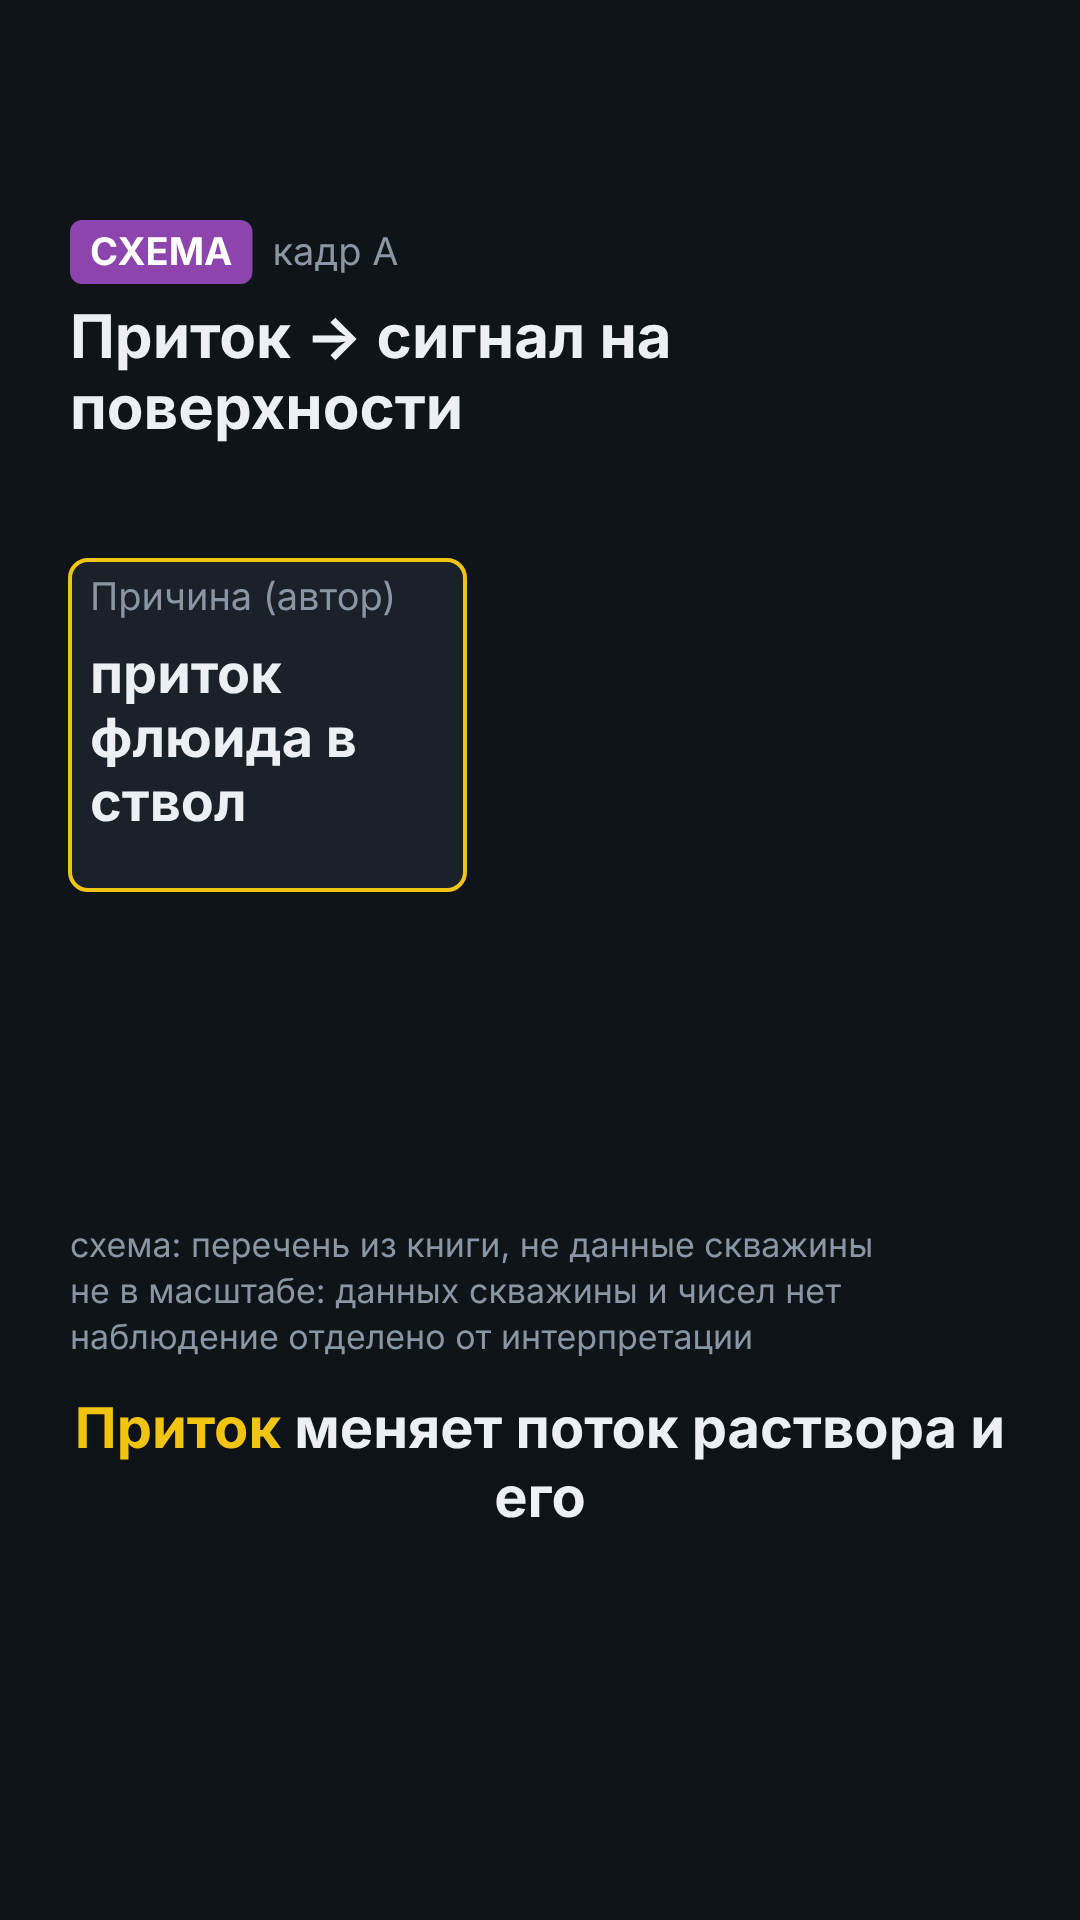 СХЕМА кадр А
Приток → сигнал на
поверхности
Причина (автор)
приток
флюида в
ствол
схема: перечень из книги, не данные скважины
не в масштабе: данных скважины и чисел нет
наблюдение отделено от интерпретации
Приток меняет поток раствора и
его